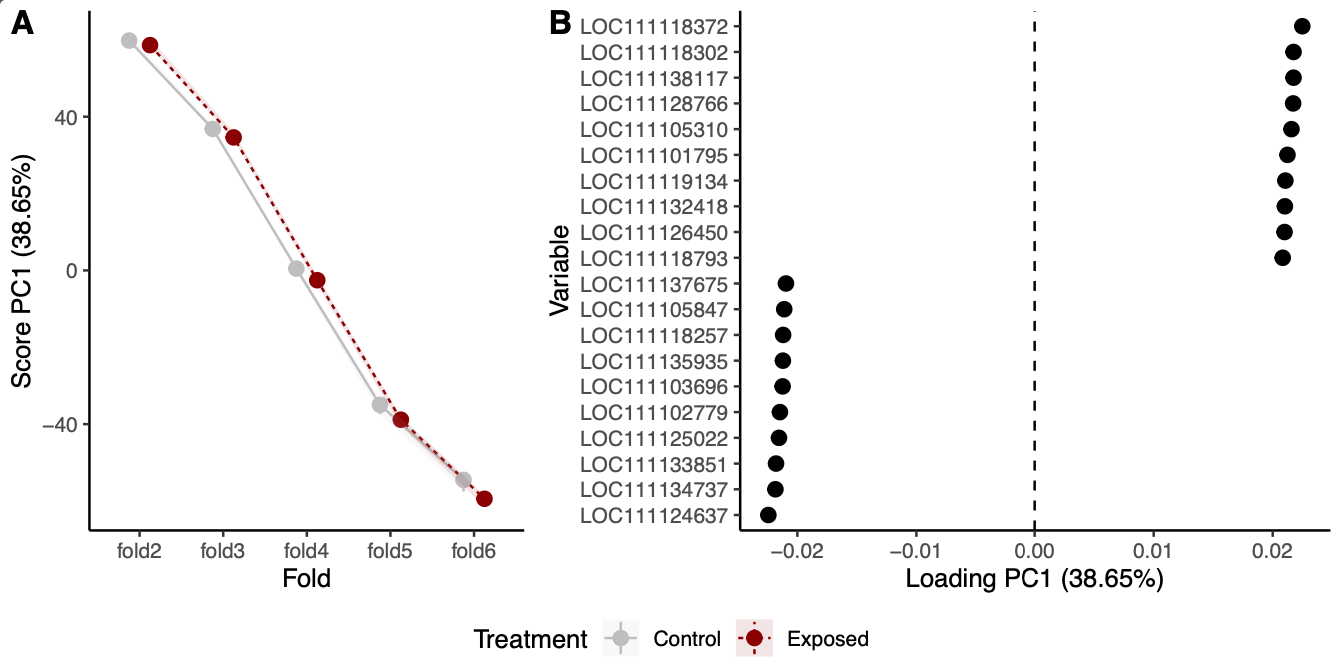 A
Score PC1 (38.65%)
40
0
−40
fold2 fold3 fold4 fold5 fold6
Fold
B
Variable
LOC111118372
LOC111118302
LOC111138117
LOC111128766
LOC111105310
LOC111101795
LOC111119134
LOC111132418
LOC111126450
LOC111118793
LOC111137675
LOC111105847
LOC111118257
LOC111135935
LOC111103696
LOC111102779
LOC111125022
LOC111133851
LOC111134737
LOC111124637
−0.02 −0.01 0.00 0.01 0.02
Loading PC1 (38.65%)
Treatment Control Exposed